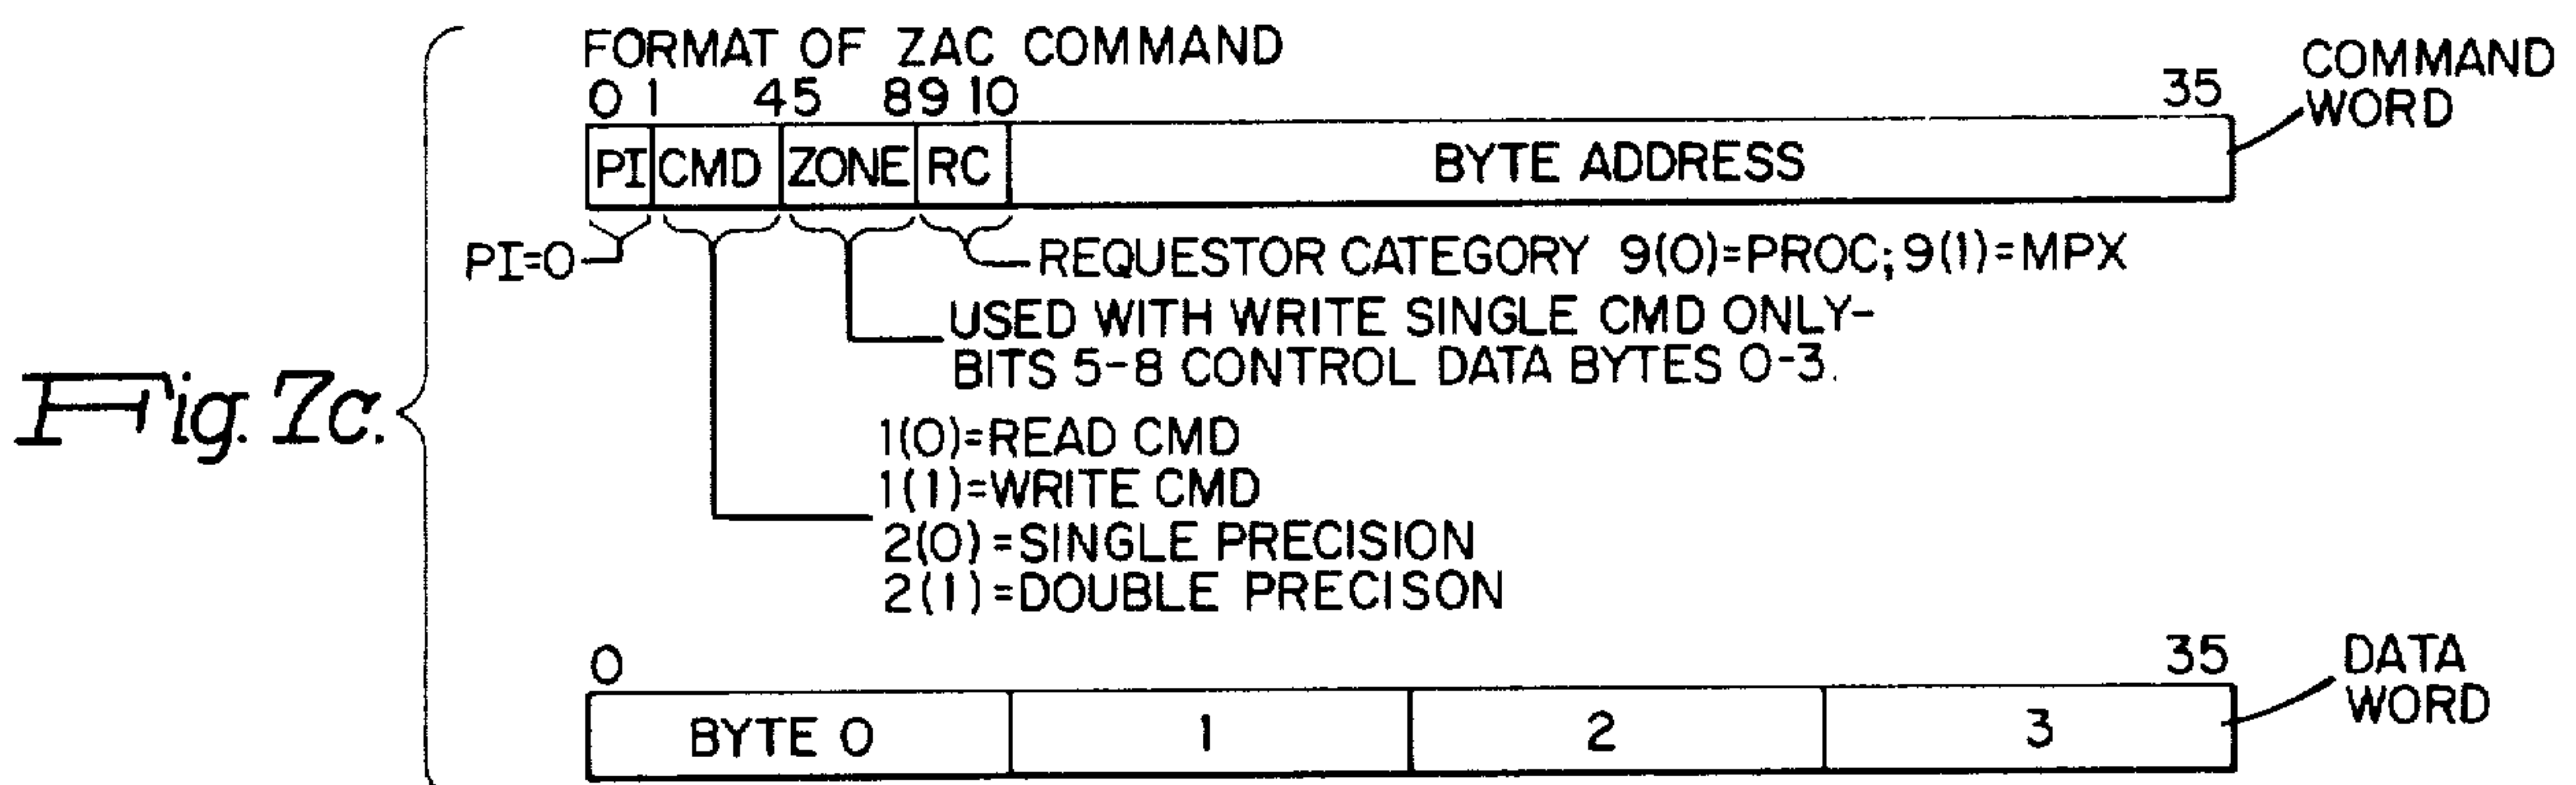 FORMAT OF ZAC COMMAND
0 1 4 5 8 9 10 35
COMMAND
WORD
PI CMD ZONE RC BYTE ADDRESS
PI=0
REQUESTOR CATEGORY 9(0)=PROC; 9(1)=MPX
USED WITH WRITE SINGLE CMD ONLY-
BITS 5-8 CONTROL DATA BYTES 0-3.
Fig. 7c.
1(0)=READ CMD
1(1)=WRITE CMD
2(0)=SINGLE PRECISION
2(1)=DOUBLE PRECISON
0 35
DATA
WORD
BYTE 0 1 2 3